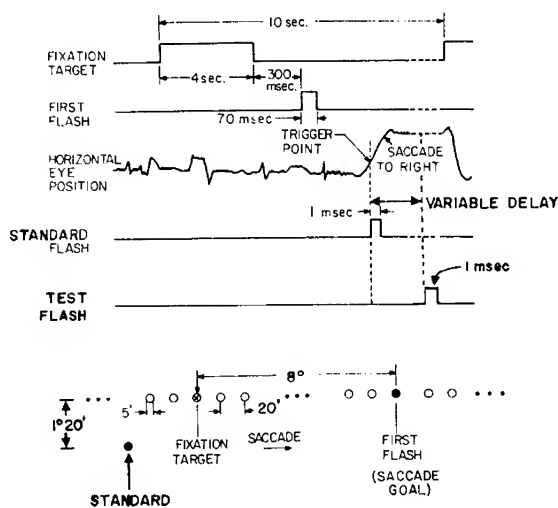 10 sec.
FIXATION
TARGET
4 sec.
300
msec.
FIRST
FLASH
70 msec
TRIGGER
POINT
SACCADE
TO RIGHT
HORIZONTAL
EYE
POSITION
VARIABLE DELAY
1 msec
STANDARD
FLASH
1 msec
TEST
FLASH
8°
5'
20'
1°20'
FIXATION
TARGET
SACCADE
FIRST
FLASH
(SACCADE
GOAL)
STANDARD